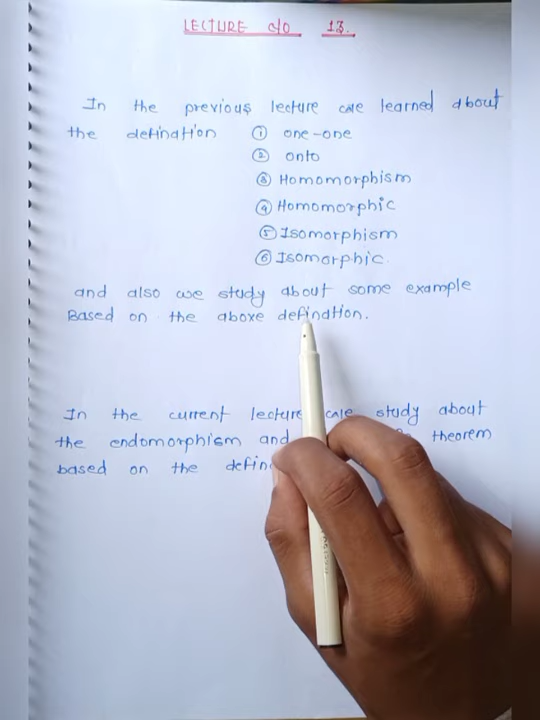 LECTURE NO 13.
In the previous lecture we learned about
the defination ① one-one
② onto
③ Homomorphism
④ Homomorphic
⑤ Isomorphism
⑥ Isomorphic.
and also we study about some example
Based on the above defination.
In the current lecture we study about
the endomorphism and theorem
based on the